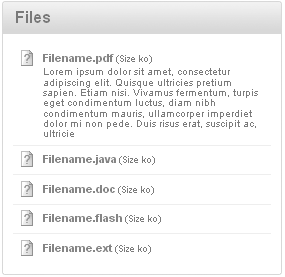 Files
Filename.pdf (Size ko)
Lorem ipsum dolor sit amet, consectetur
adipiscing elit. Quisque ultricies pretium
sapien. Etiam nisi. Vivamus fermentum, turpis
eget condimentum luctus, diam nibh
condimentum mauris, ullamcorper imperdiet
dolor mi non pede. Duis risus erat, suscipit ac,
ultricie
Filename.java (Size ko)
Filename.doc (Size ko)
Filename.flash (Size ko)
Filename.ext (Size ko)